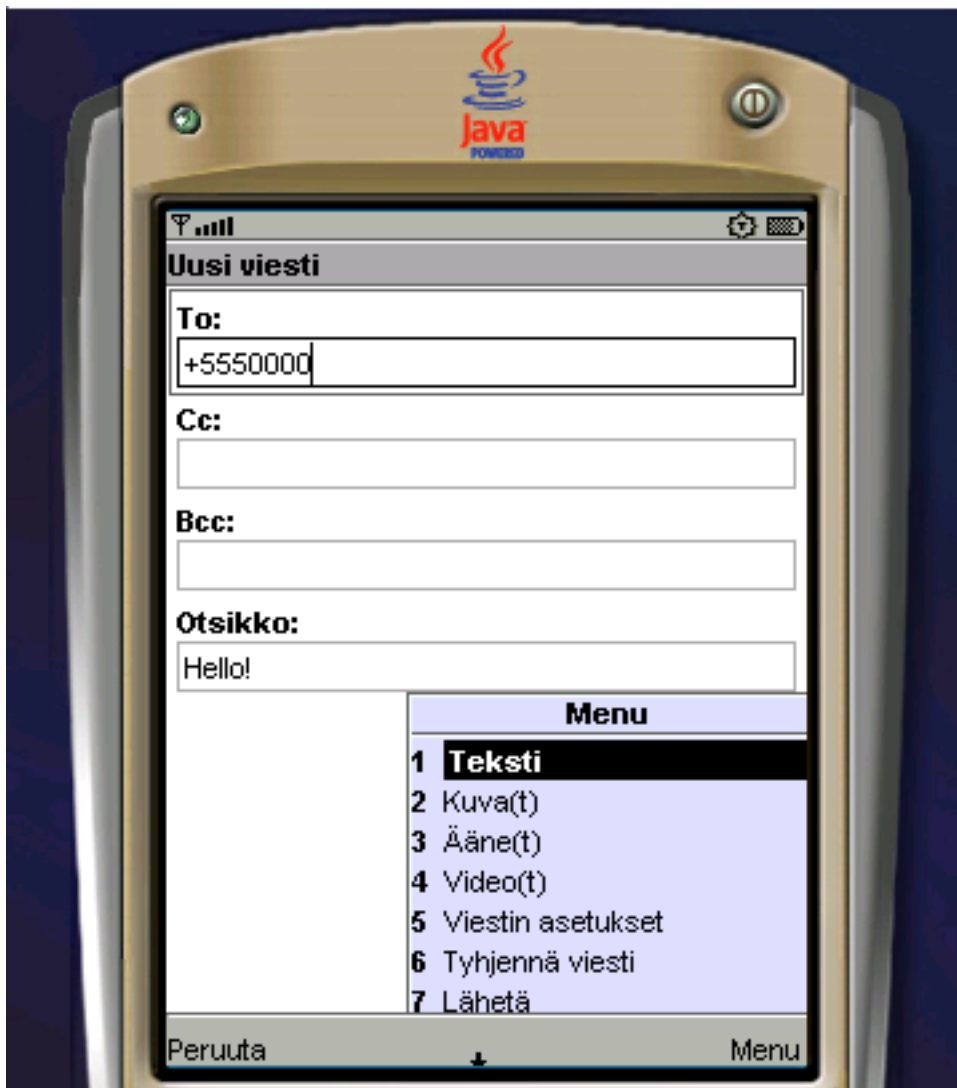 Java
POWERED
Uusi viesti
To:
+5550000
Cc:
Bcc:
Otsikko:
Hello!
Menu
1 Teksti
2 Kuva(t)
3 Ääne(t)
4 Video(t)
5 Viestin asetukset
6 Tyhjennä viesti
7 Lähetä
Peruuta Menu